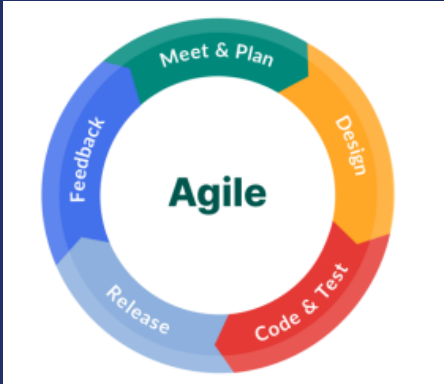 Meet & Plan
Design
Code & Test
Release
Feedback
Agile